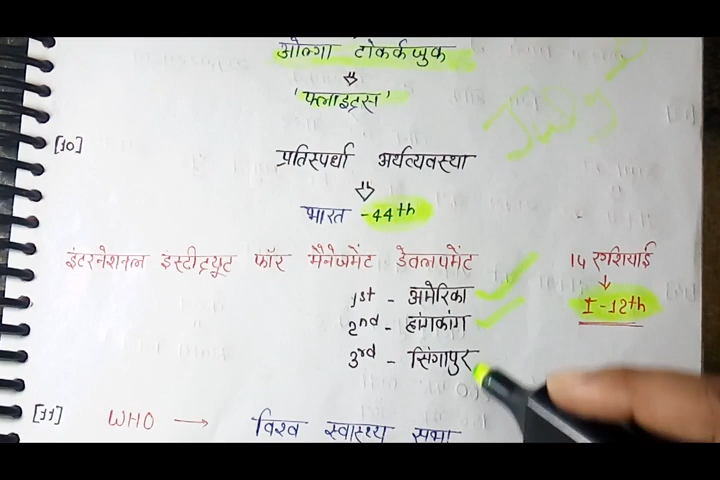 ओल्गा टोकर्कजुक
'फ्लाइट्स'
[10]
प्रतिस्पर्धा अर्थव्यवस्था
भारत - 44th
इंटरनेशनल इंस्टीट्यूट फॉर मैनेजमेंट डेवलपमेंट
14 एशियाई
1st - अमेरिका
I - 12th
2nd - हांगकांग
3rd - सिंगापुर
[11] WHO → विश्व स्वास्थ्य सभा